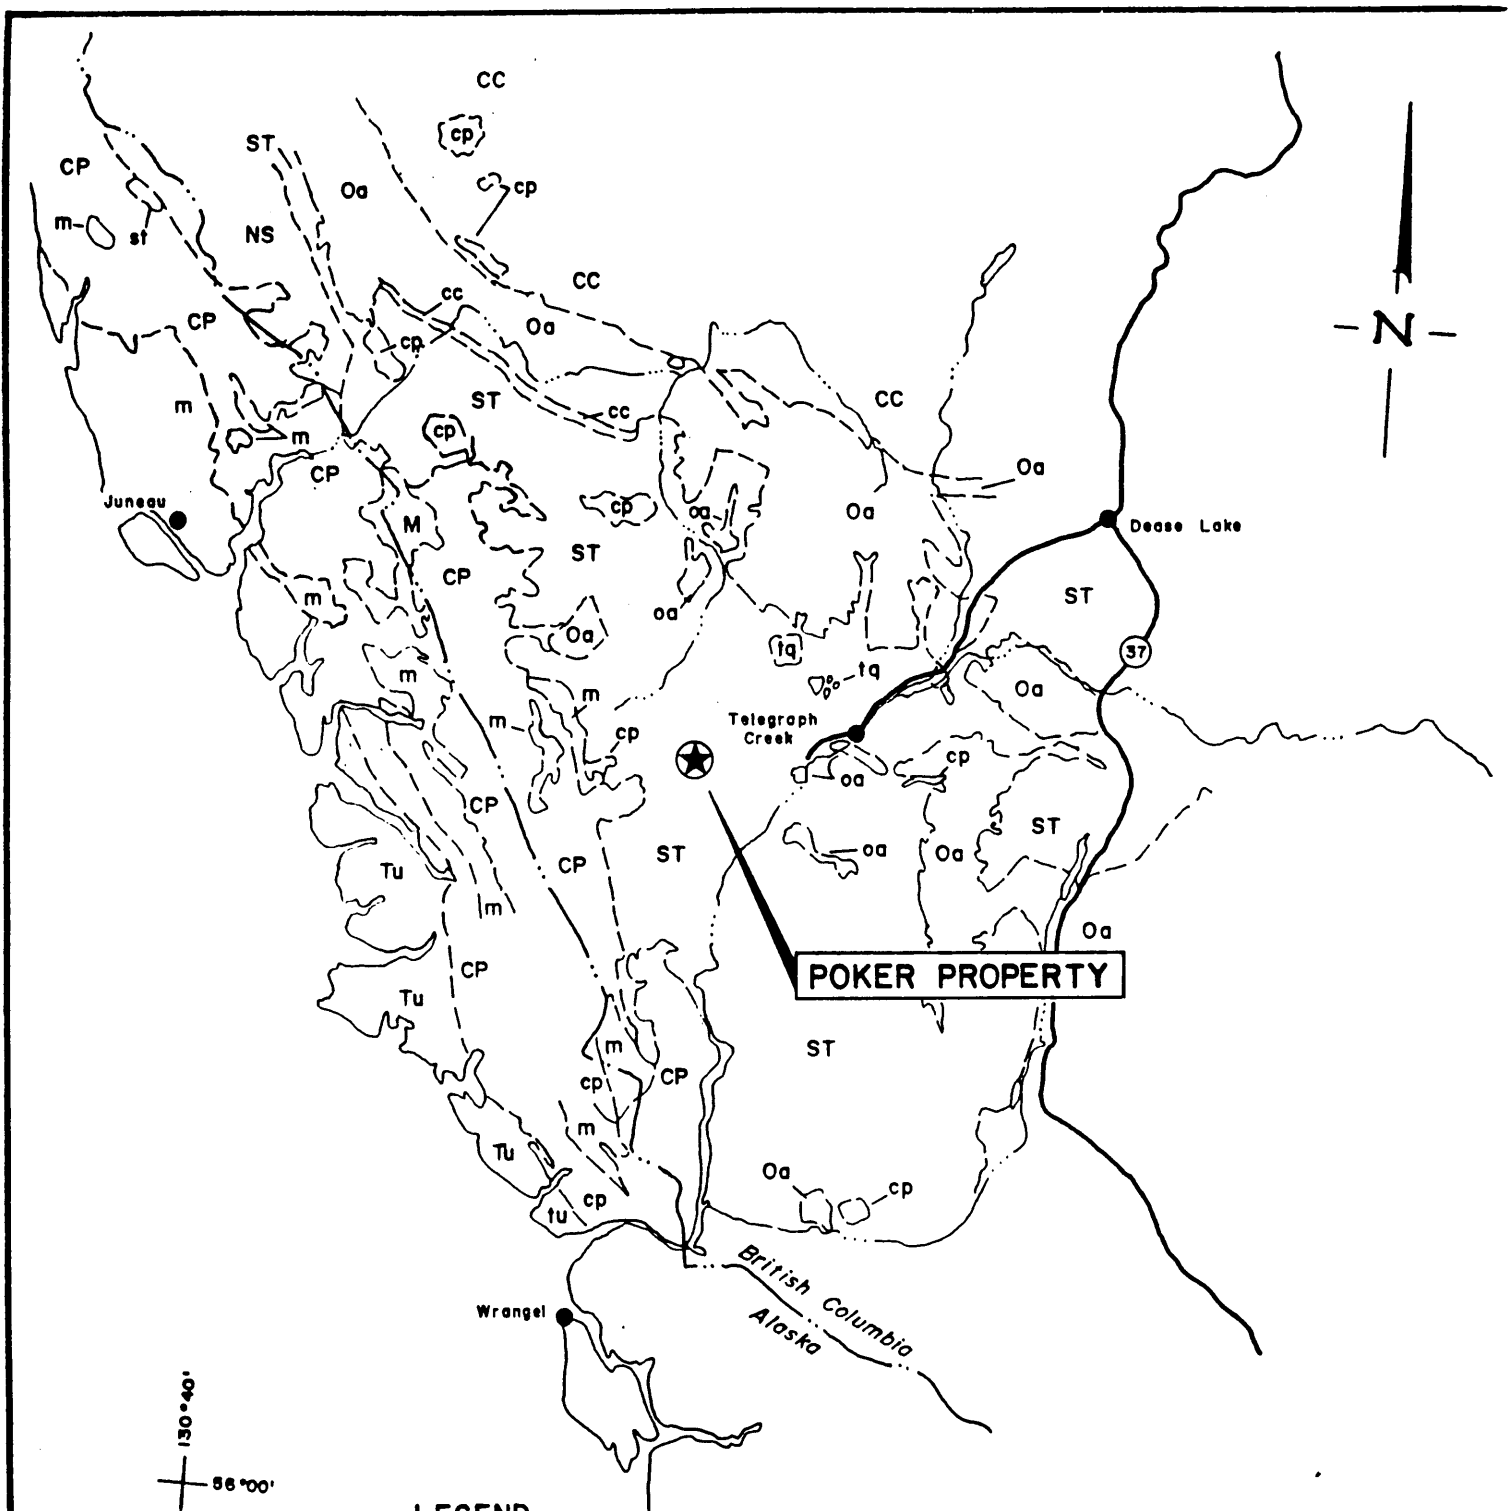 CC
cp
ST
CP
Oa
cp
m
st
NS
CC
cc
CP
Oa
cp
ST
CC
m
cc
N
cp
m
CP
Oa
Juneau
cp
oa
Oa
M
Dease Lake
ST
CP
ST
m
oa
Oa
tq
37
tq
m
m
Oa
m
Telegraph
Creek
cp
cp
oa
CP
ST
CP
ST
oa
Oa
Tu
m
Oa
CP
POKER PROPERTY
Tu
ST
m
cp
CP
m
Tu
Oa
cp
cp
tu
British Columbia
Alaska
Wrangel
130°40'
56°00'
LEGEND